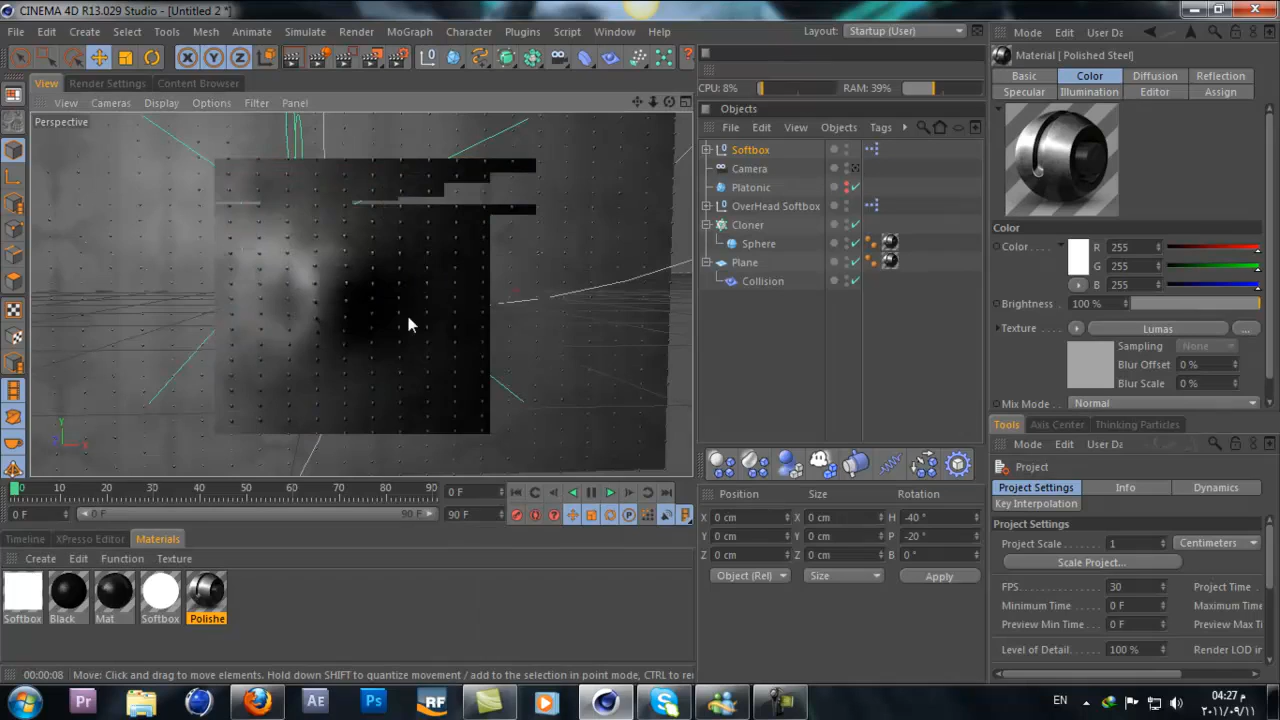 CINEMA 4D R13.029 Studio - [Untitled 2 *]
File Edit Create Select Tools Mesh Animate Simulate Render MoGraph Character Plugins Script Window Help
Layout: Startup (User)
View Render Settings Content Browser
View Cameras Display Options Filter Panel
Perspective
CPU: 8% RAM: 39%
Objects
File Edit View Objects Tags
Softbox
Camera
Platonic
OverHead Softbox
Cloner
Sphere
Plane
Collision
Mode Edit User Da
Material [Polished Steel]
Basic Color Diffusion Reflection
Specular Illumination Editor Assign
Color
Color R 255
G 255
B 255
Brightness 100 %
Texture Lumas ...
Sampling None
Blur Offset 0 %
Blur Scale 0 %
Mix Mode Normal
Tools Axis Center Thinking Particles
Mode Edit User Da
Project
Project Settings Info Dynamics
Key Interpolation
Project Settings
Project Scale 1 Centimeters
Scale Project...
FPS 30 Project Time
Minimum Time 0 F Maximum Time
Preview Min Time 0 F Preview Max T
Level of Detail 100 % Render LOD in
Position Size Rotation
X 0 cm X 0 cm H -40 °
Y 0 cm Y 0 cm P -20 °
Z 0 cm Z 0 cm B 0 °
Object (Rel) Size Apply
0 10 20 30 40 50 60 70 80 90 0 F
0 F 0 F 90 F 90 F
Timeline XPresso Editor Materials
Create Edit Function Texture
Softbox Black Mat Softbox Polishe
00:00:08 Move: Click and drag to move elements. Hold down SHIFT to quantize movement / add to the selection in point mode, CTRL to re
Pr Ae Ps RF
EN
04:27 م
٢٠١١/٠٩/١١